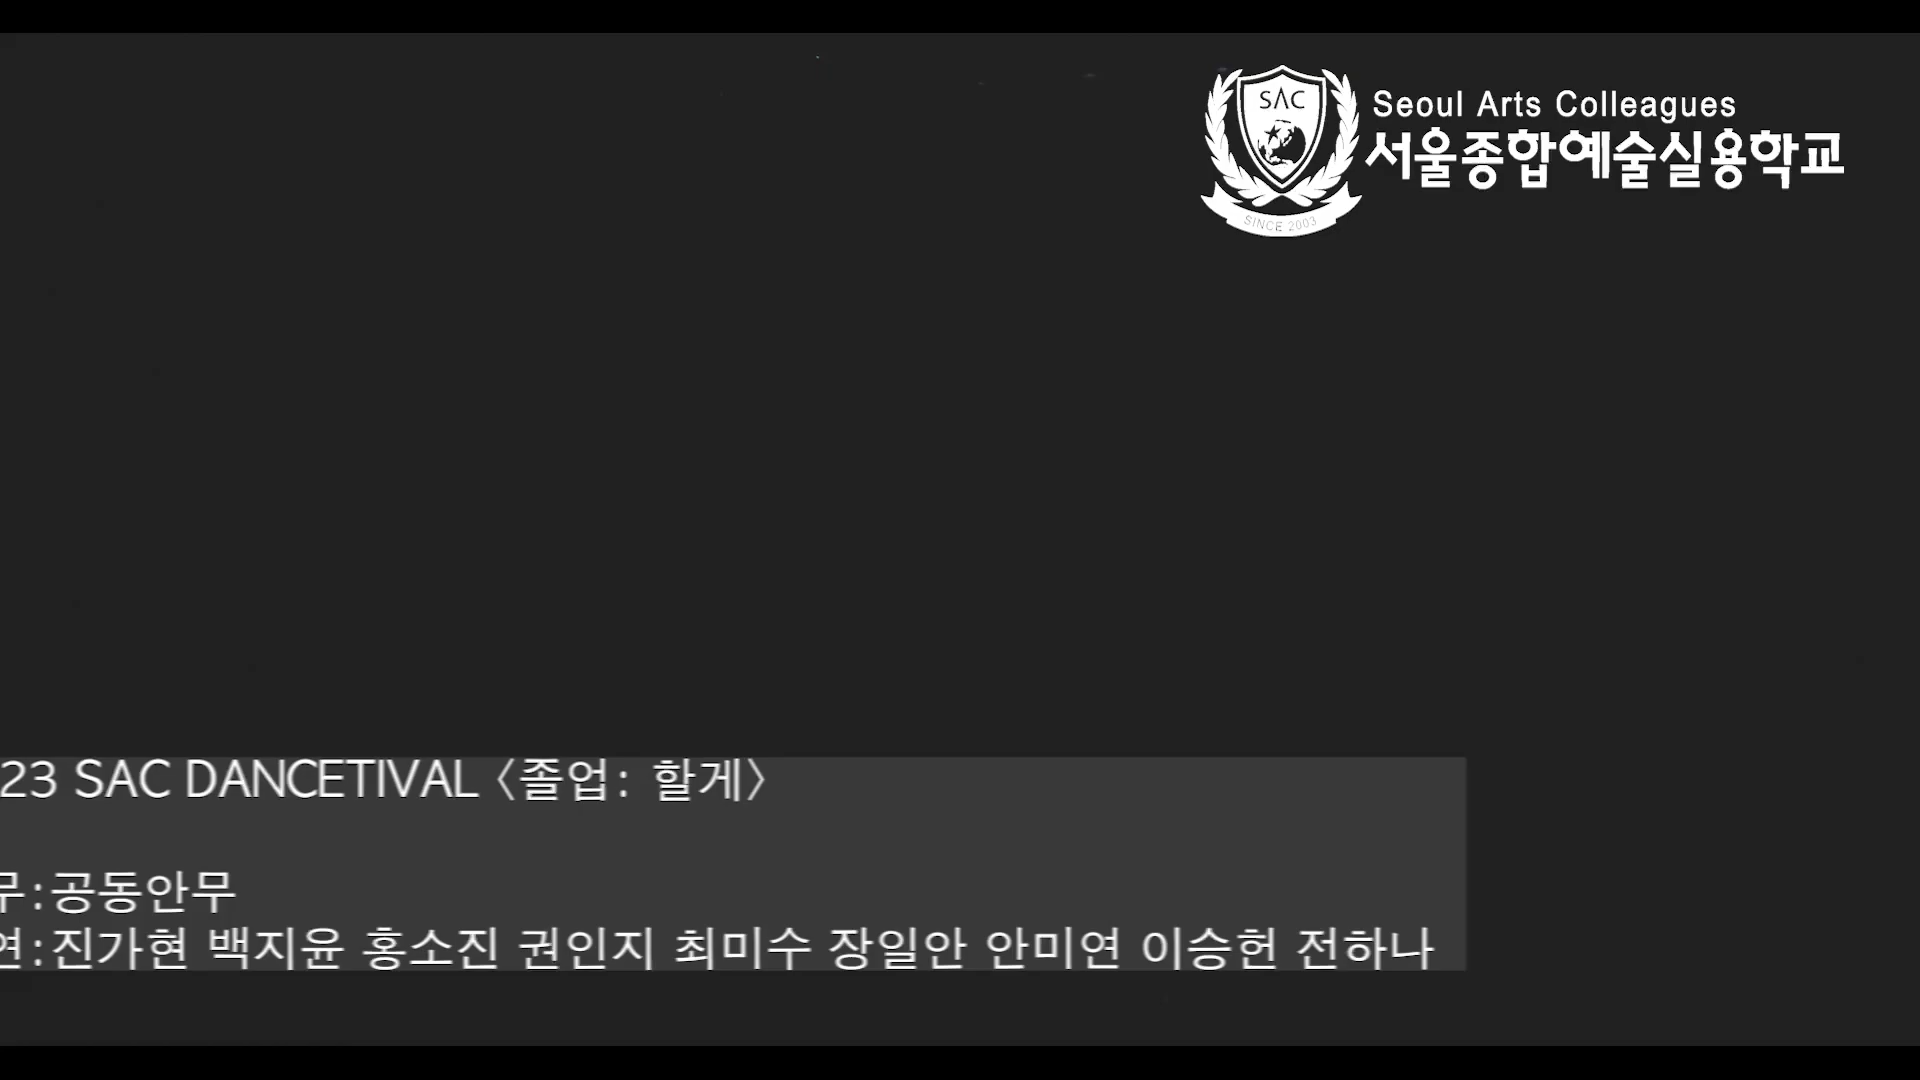 SAC
SINCE 2003
Seoul Arts Colleagues
서울종합예술실용학교
23 SAC DANCETIVAL <졸업: 할게>
무:공동안무
연:진가현 백지윤 홍소진 권인지 최미수 장일안 안미연 이승헌 전하나